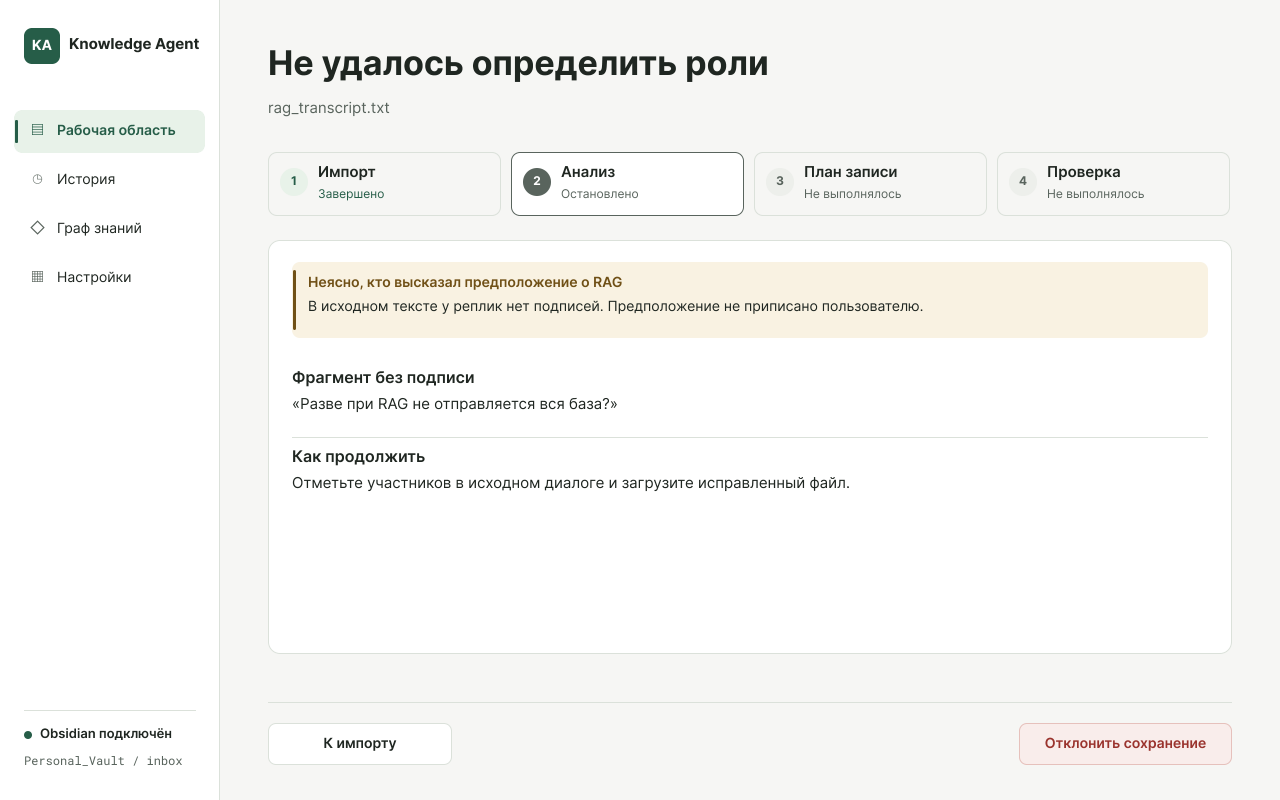 KA Knowledge Agent
Рабочая область
История
Граф знаний
Настройки
Obsidian подключён
Personal_Vault / inbox
Не удалось определить роли
rag_transcript.txt
1 Импорт
Завершено
2 Анализ
Остановлено
3 План записи
Не выполнялось
4 Проверка
Не выполнялось
Неясно, кто высказал предположение о RAG
В исходном тексте у реплик нет подписей. Предположение не приписано пользователю.
Фрагмент без подписи
«Разве при RAG не отправляется вся база?»
Как продолжить
Отметьте участников в исходном диалоге и загрузите исправленный файл.
К импорту
Отклонить сохранение